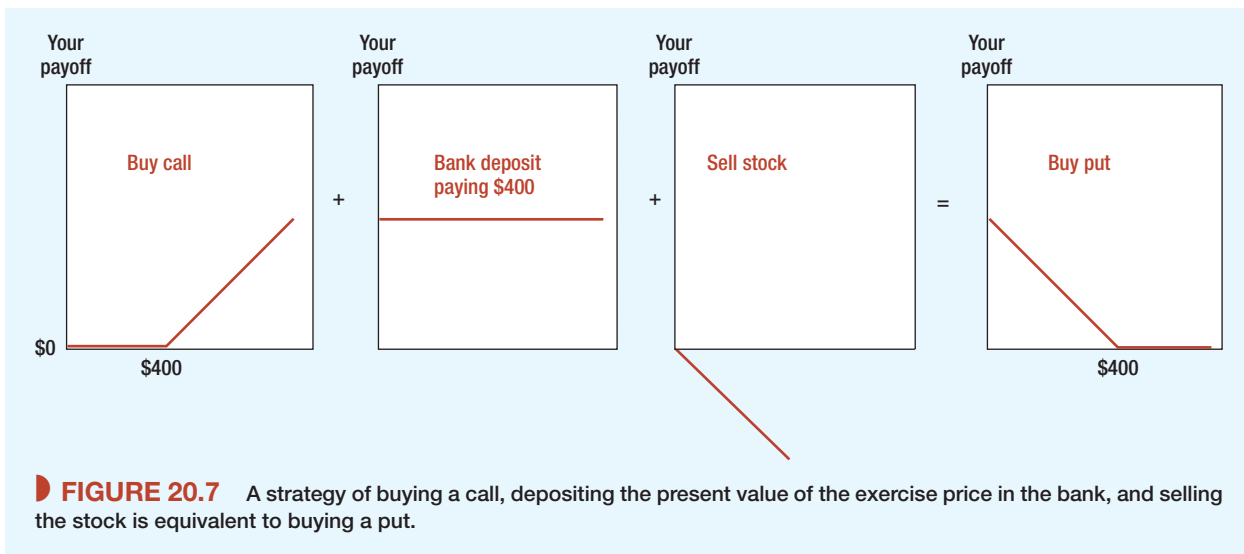 Your
payoff
Your
payoff
Your
payoff
Your
payoff
Buy call
Bank deposit
paying $400
Sell stock
Buy put
+
+
=
$0
$400
$400
FIGURE 20.7 A strategy of buying a call, depositing the present value of the exercise price in the bank, and selling
the stock is equivalent to buying a put.